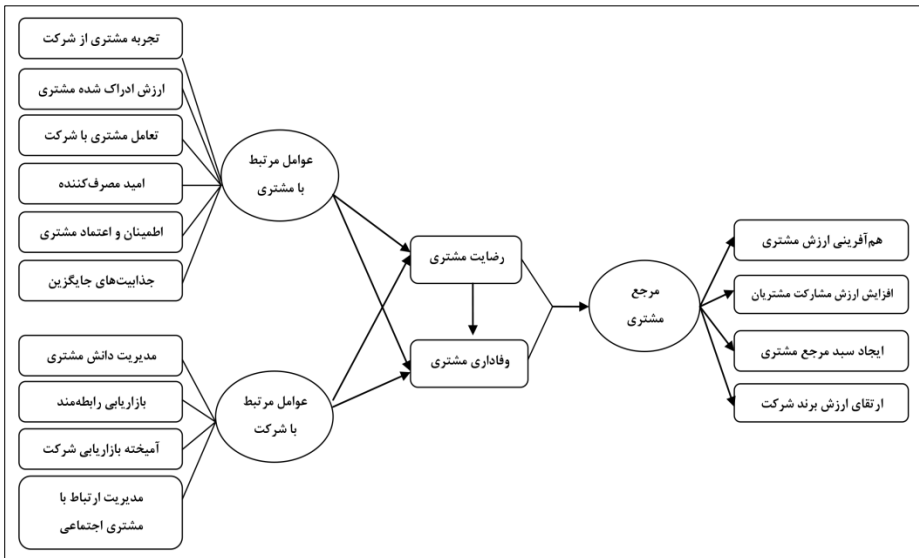 تجربه مشتری از شرکت
ارزش ادراک شده مشتری
تعامل مشتری با شرکت
امید مصرف‌کننده
اطمینان و اعتماد مشتری
جذابیت‌های جایگزین
مدیریت دانش مشتری
بازاریابی رابطه‌مند
آمیخته بازاریابی شرکت
مدیریت ارتباط با
مشتری اجتماعی
عوامل مرتبط
با مشتری
عوامل مرتبط
با شرکت
رضایت مشتری
وفاداری مشتری
مرجع
مشتری
هم‌آفرینی ارزش مشتری
افزایش ارزش مشارکت مشتریان
ایجاد سبد مرجع مشتری
ارتقای ارزش برند شرکت